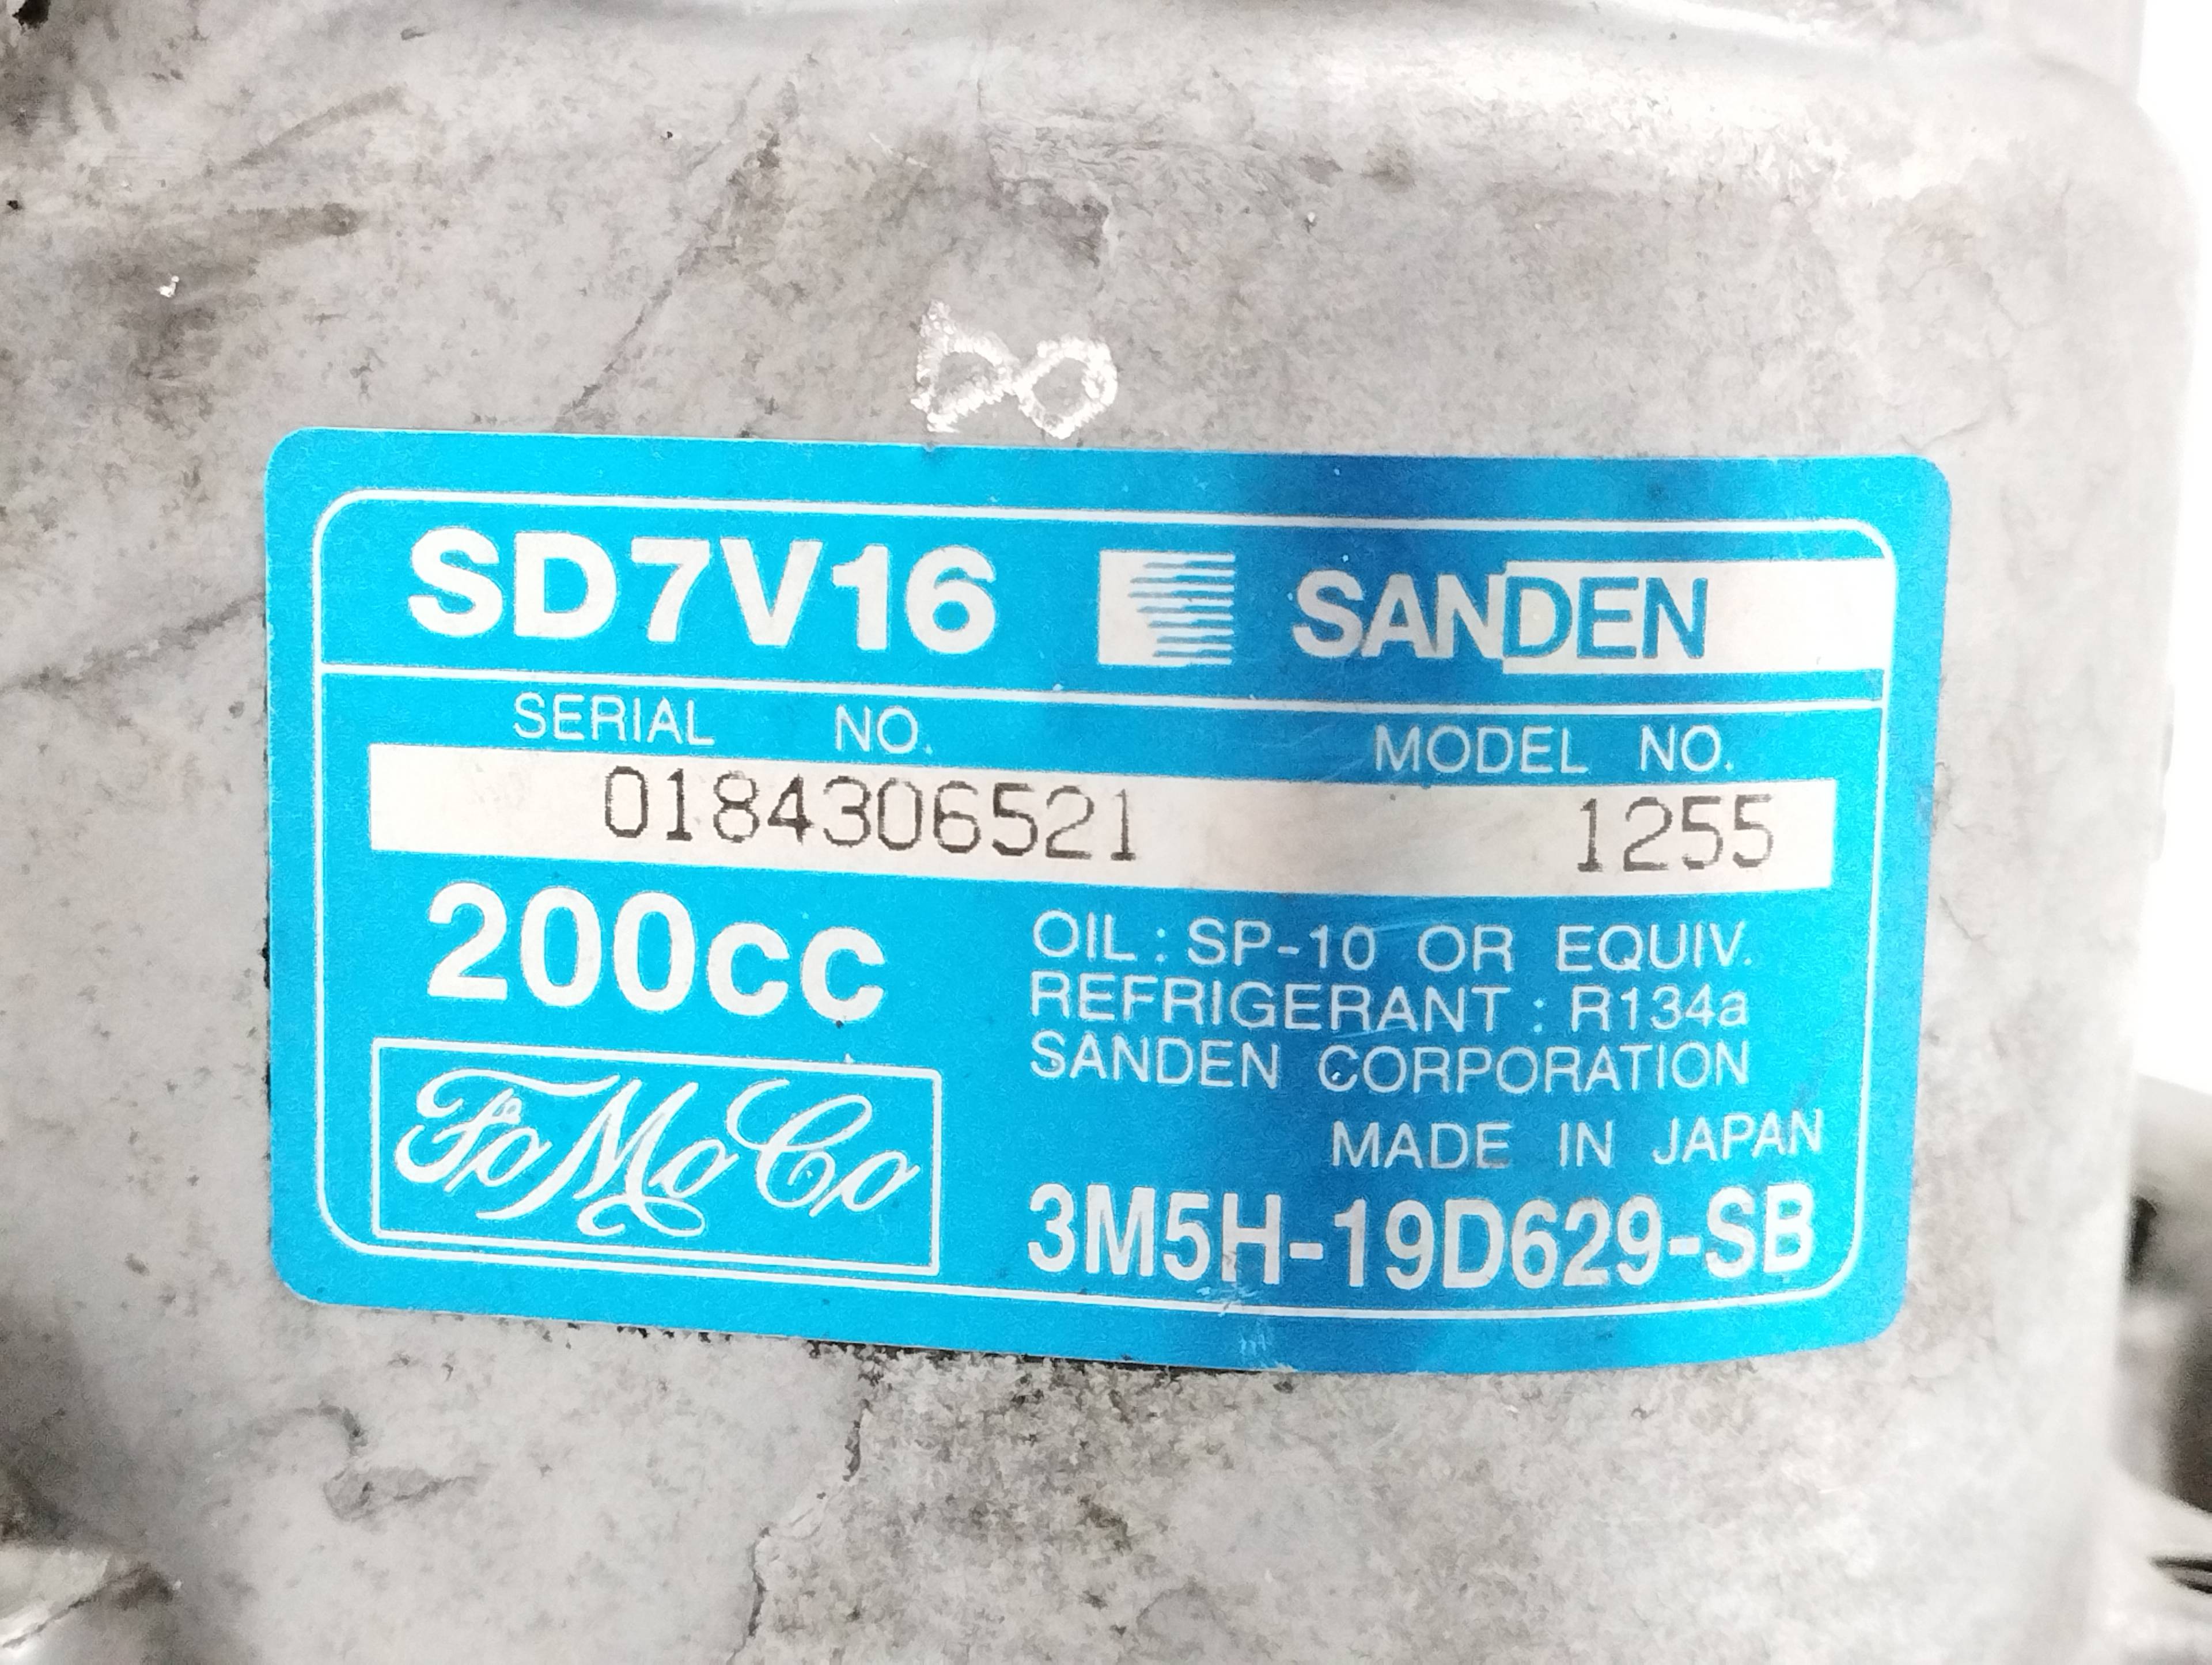 SD7V16 SANDEN
SERIAL NO. MODEL NO.
0184306521 1255
200cc
OIL : SP-10 OR EQUIV.
REFRIGERANT : R134a
SANDEN CORPORATION
MADE IN JAPAN
FoMoCo
3M5H-19D629-SB